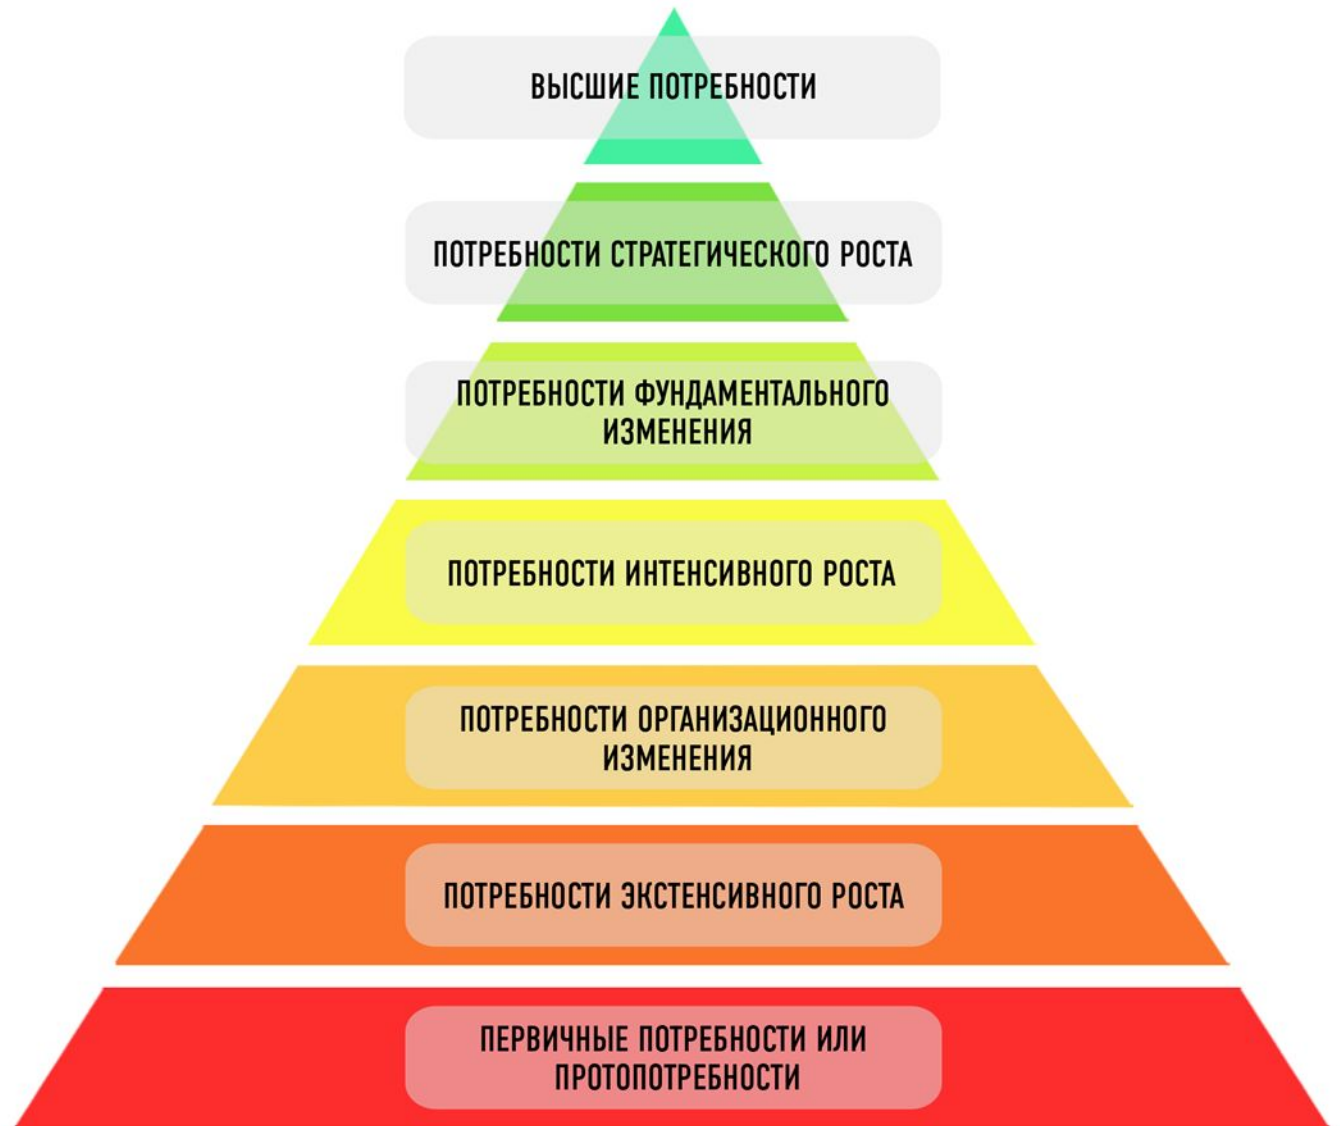 ВЫСШИЕ ПОТРЕБНОСТИ
ПОТРЕБНОСТИ СТРАТЕГИЧЕСКОГО РОСТА
ПОТРЕБНОСТИ ФУНДАМЕНТАЛЬНОГО
ИЗМЕНЕНИЯ
ПОТРЕБНОСТИ ИНТЕНСИВНОГО РОСТА
ПОТРЕБНОСТИ ОРГАНИЗАЦИОННОГО
ИЗМЕНЕНИЯ
ПОТРЕБНОСТИ ЭКСТЕНСИВНОГО РОСТА
ПЕРВИЧНЫЕ ПОТРЕБНОСТИ ИЛИ
ПРОТОПОТРЕБНОСТИ